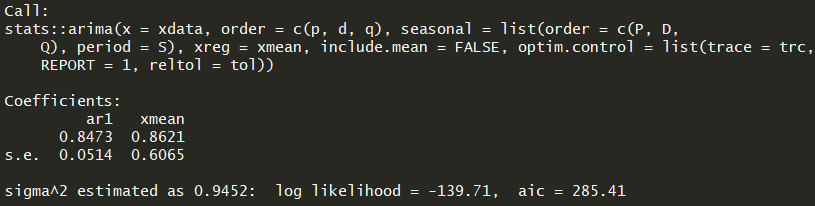 Call:
stats::arima(x = xdata, order = c(p, d, q), seasonal = list(order = c(P, D,
    Q), period = S), xreg = xmean, include.mean = FALSE, optim.control = list(trace = trc,
    REPORT = 1, reltol = tol))
Coefficients:
         ar1   xmean
      0.8473  0.8621
s.e.  0.0514  0.6065
sigma^2 estimated as 0.9452:  log likelihood = -139.71,  aic = 285.41